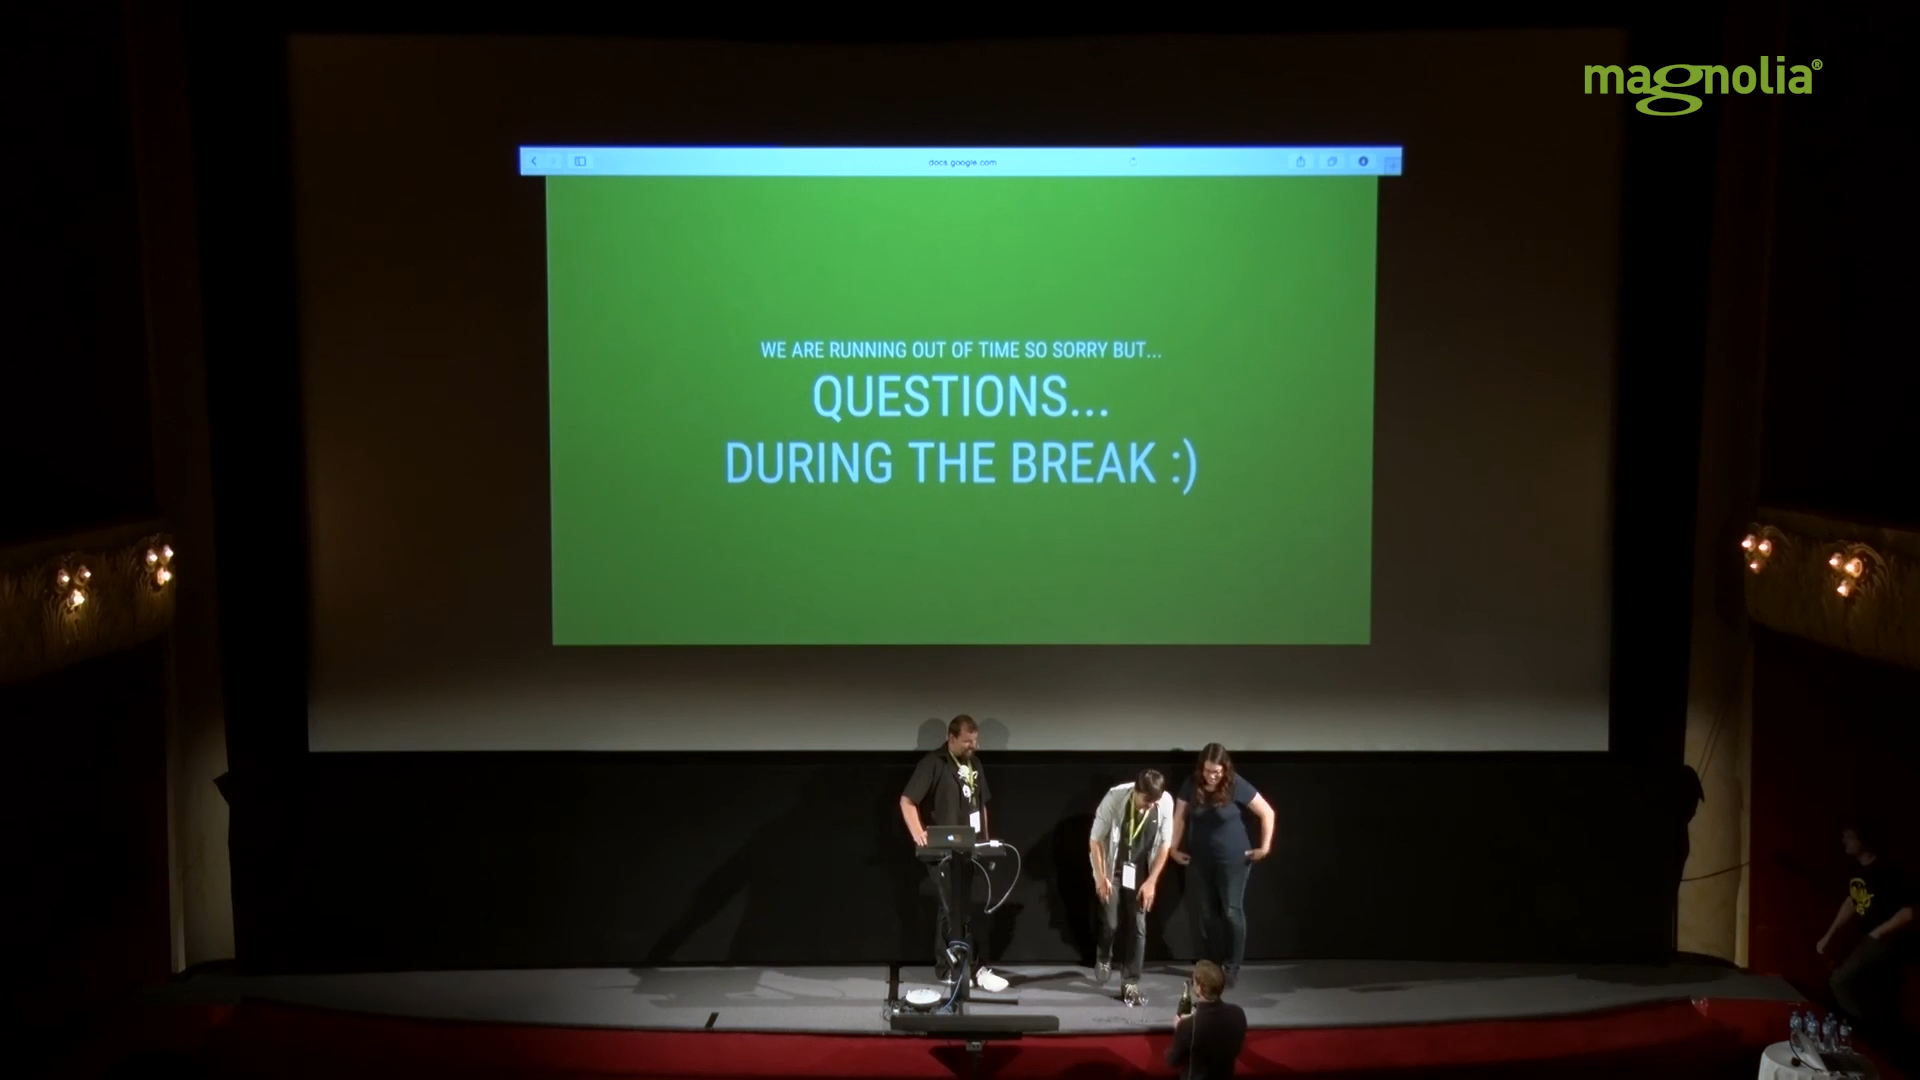 magnolia®
docs.google.com
WE ARE RUNNING OUT OF TIME SO SORRY BUT...
QUESTIONS...
DURING THE BREAK :)